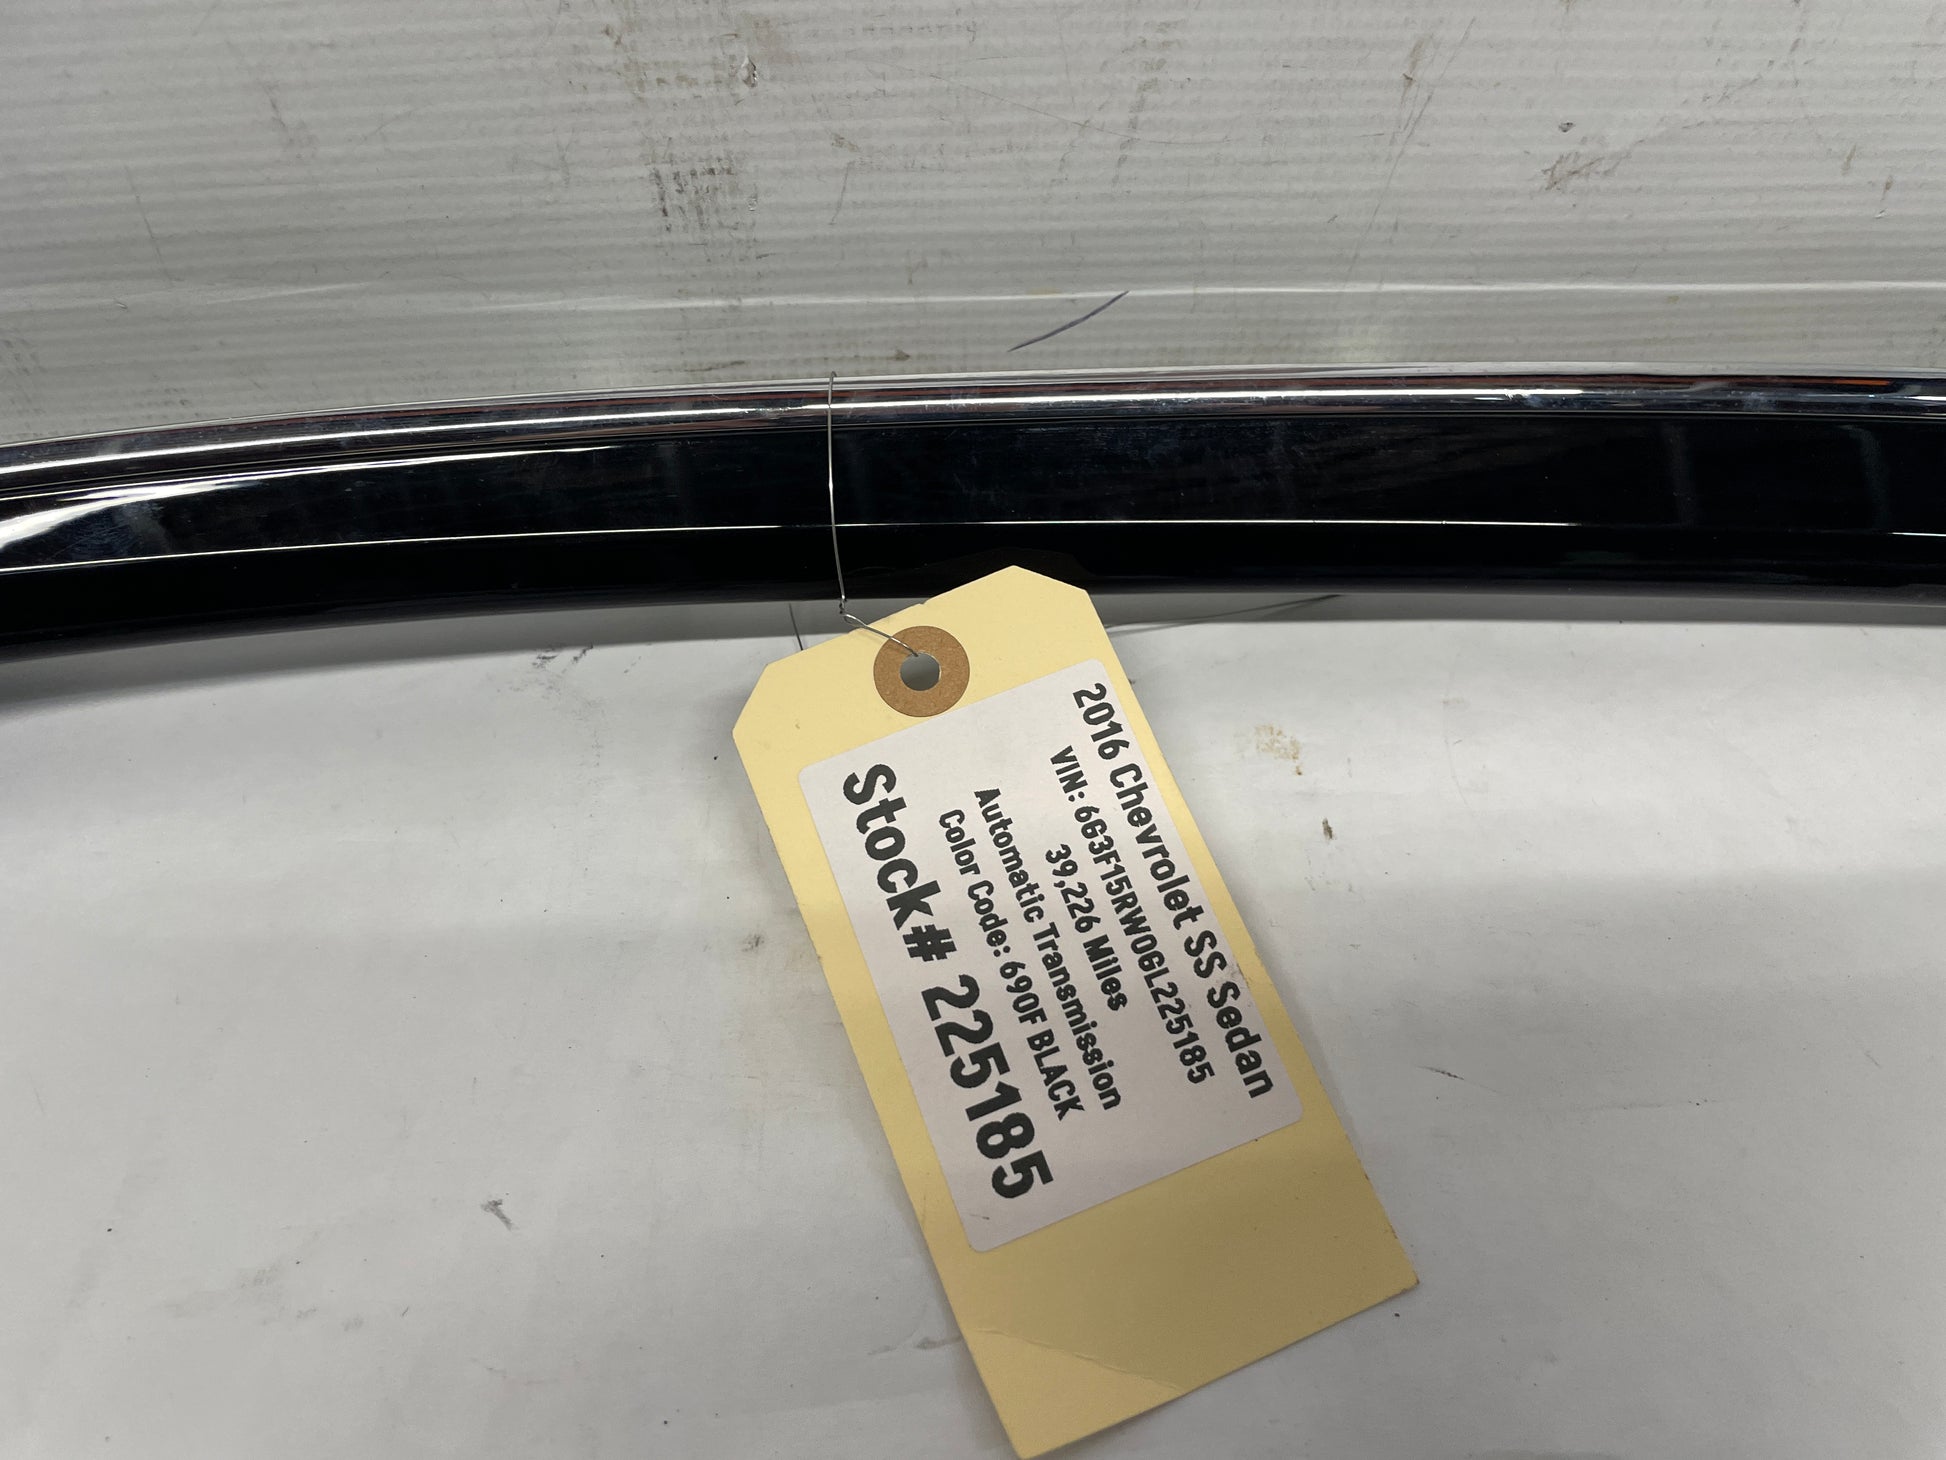 2016 Chevrolet SS Sedan
VIN: 6G3F15RW0GL225185
39,226 Miles
Automatic Transmission
Color Code: 690F BLACK
Stock# 225185